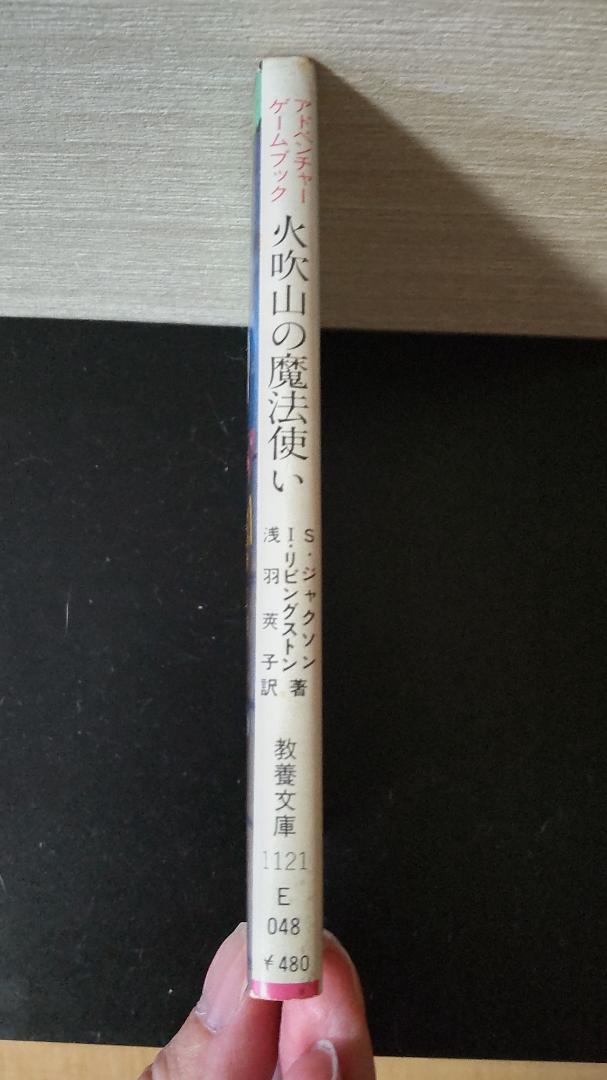 アドベンチャー
ゲームブック
火吹山の魔法使い
S・ジャクソン
I・リビングストン著
浅羽莢子訳
教養文庫
1121
E
048
¥480